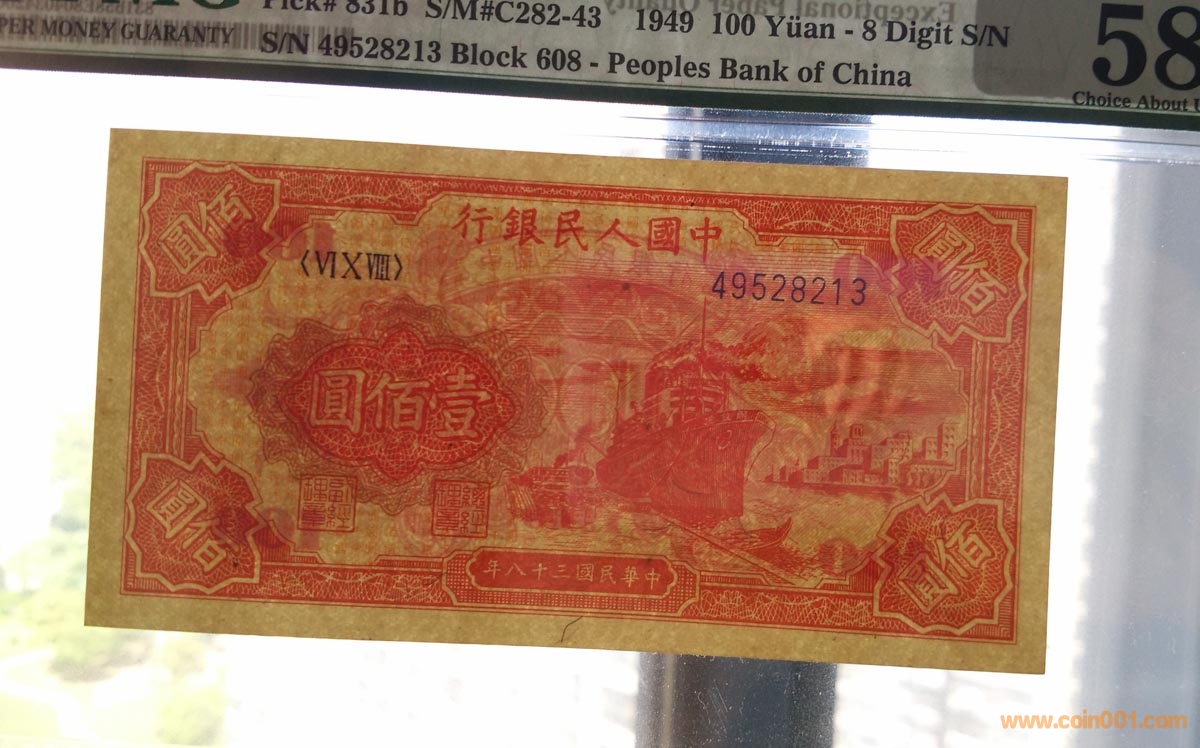 Pick# 831b S/M#C282-43 1949 100 Yüan - 8 Digit S/N
PER MONEY GUARANTY S/N 49528213 Block 608 - Peoples Bank of China
58
Choice About U
Exceptional Paper Quality
行銀民人國中
〈VIXVIII〉
49528213
圓佰
圓佰
圓佰壹
圓佰
圓佰
年八十三國民華中
www.coin001.com